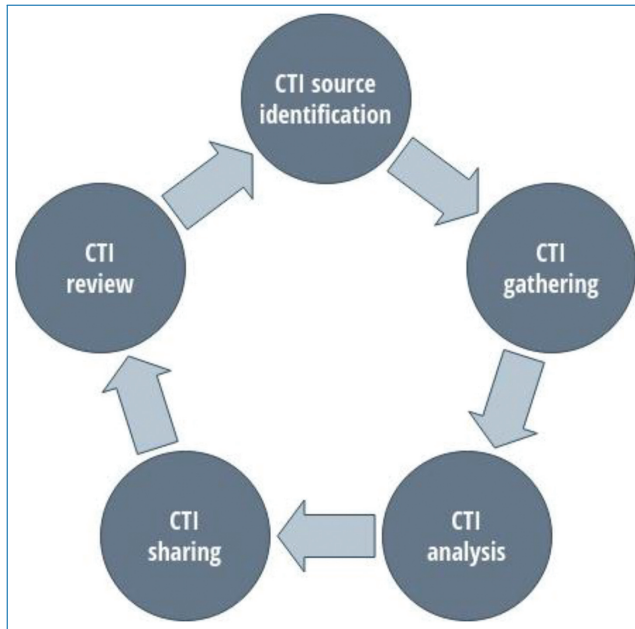 CTI source
identification
CTI
gathering
CTI
analysis
CTI
sharing
CTI
review